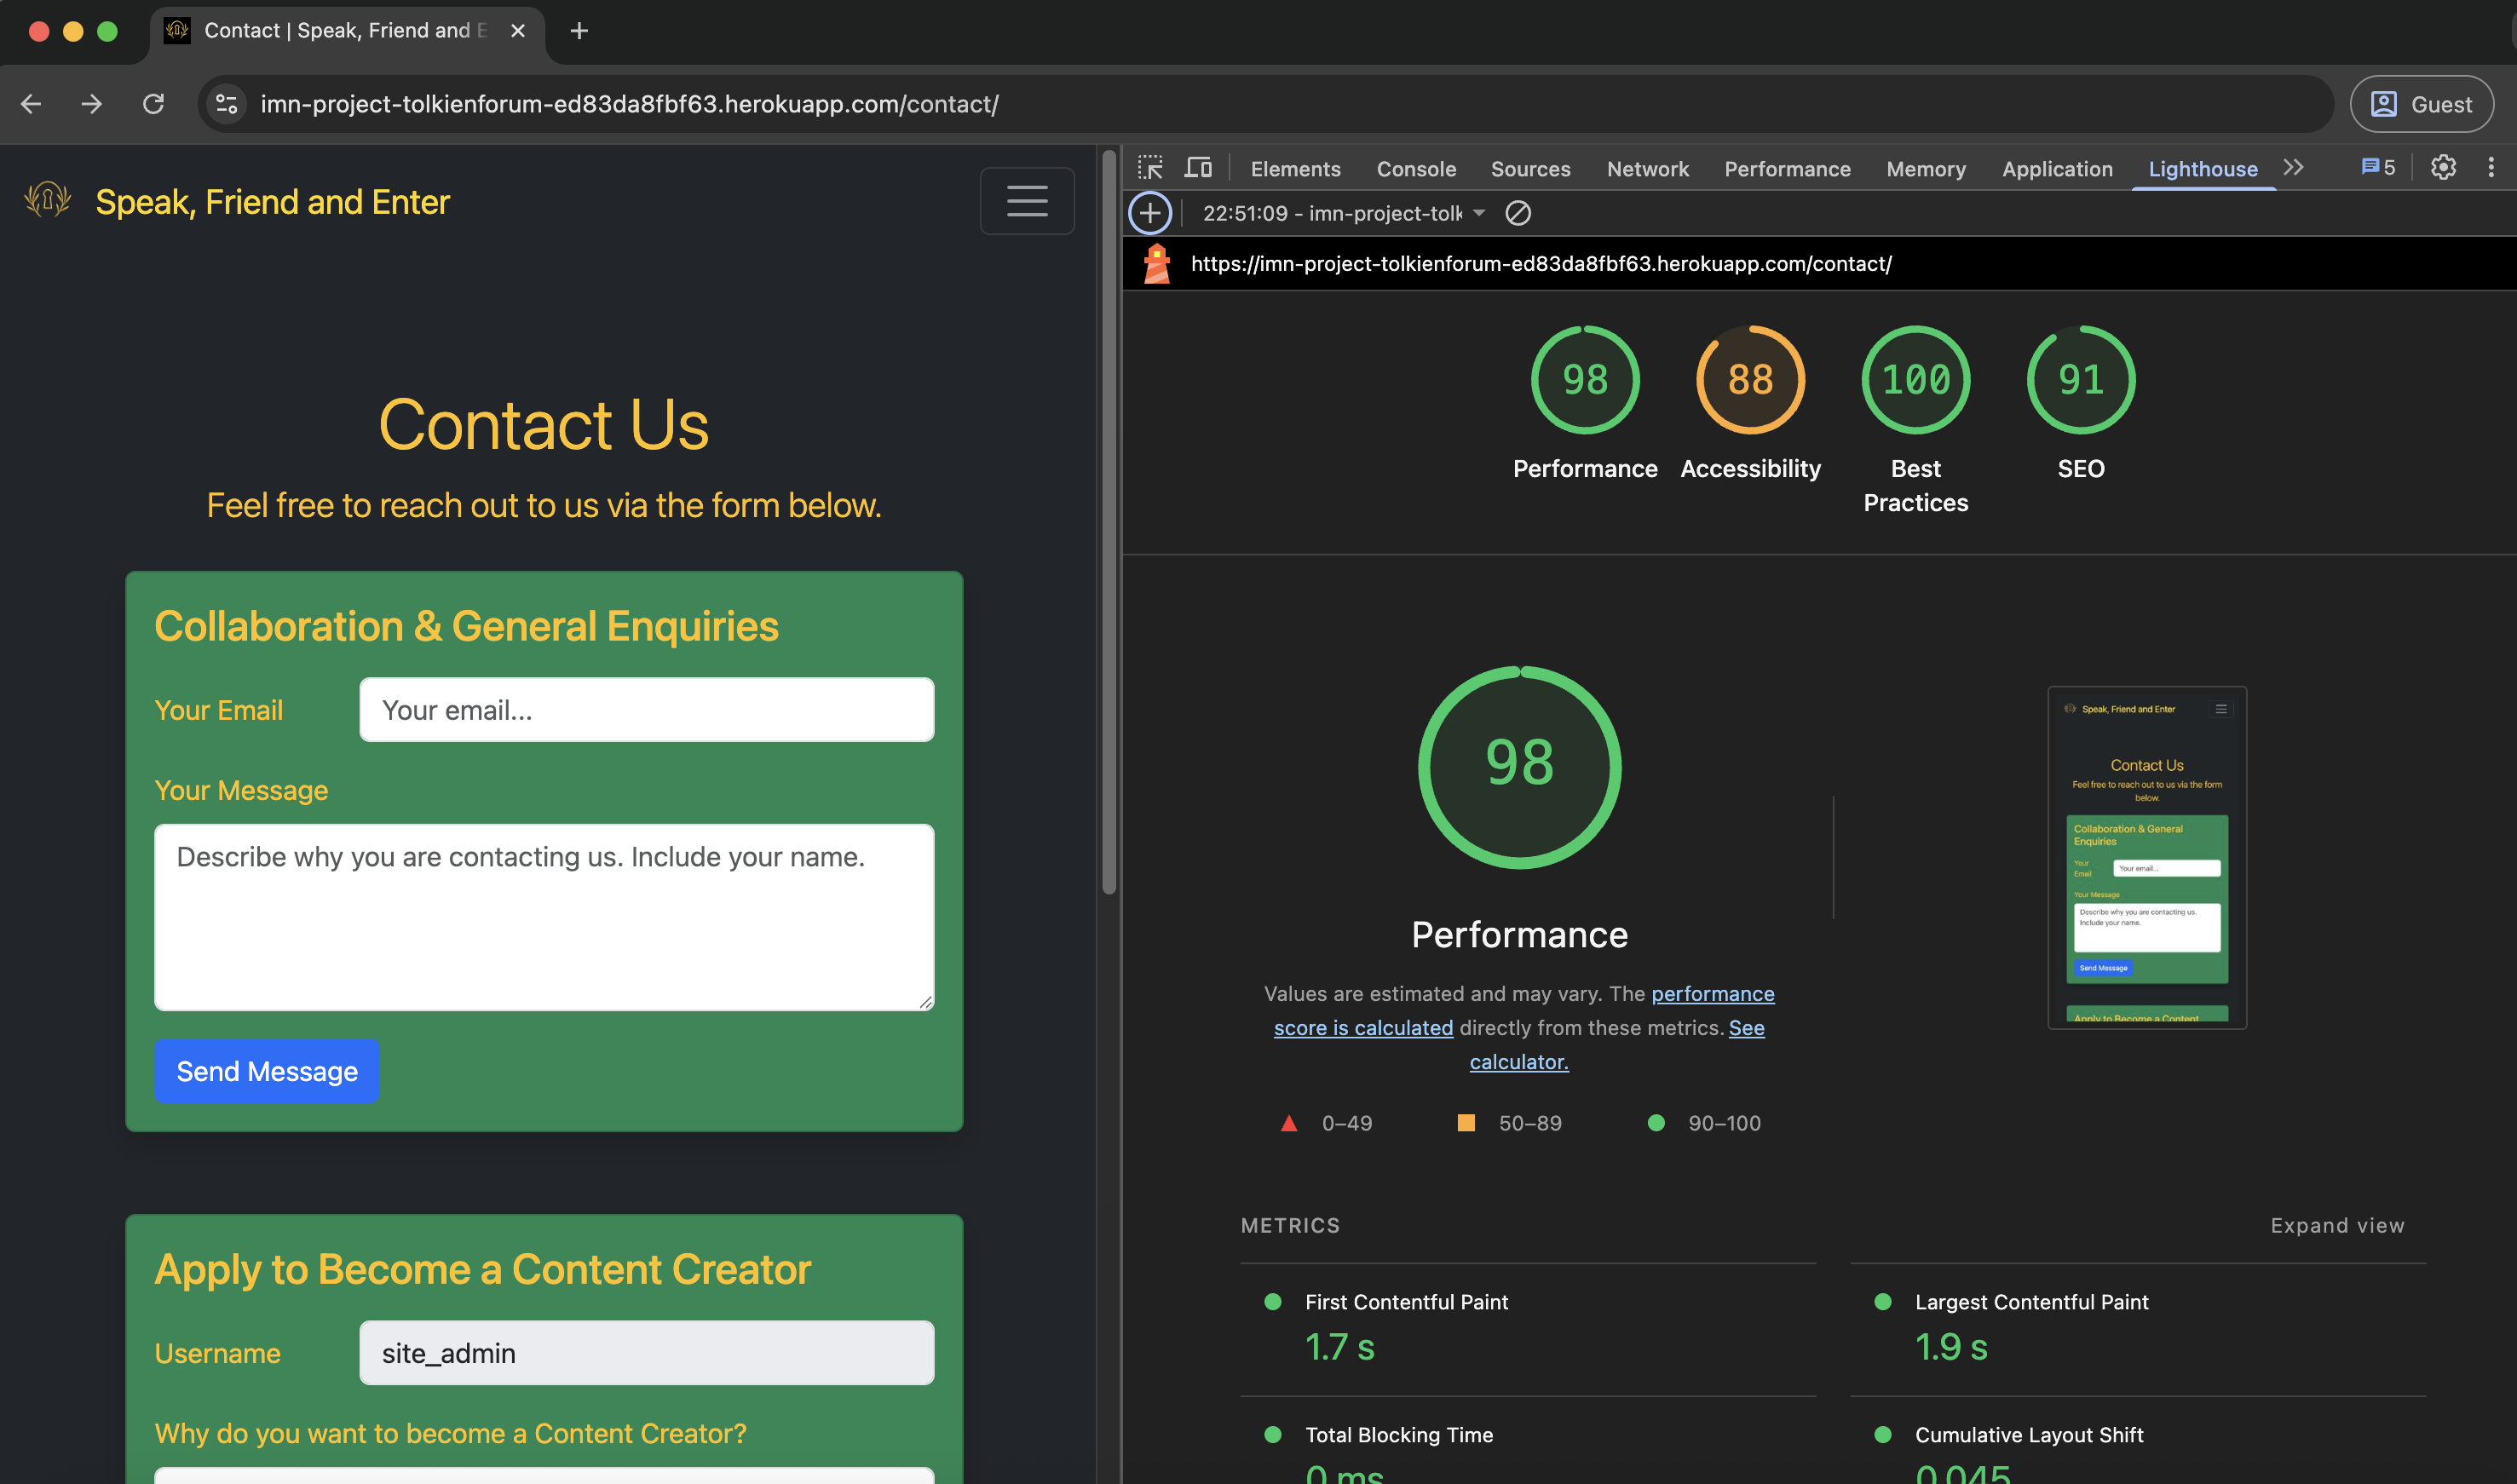 Contact | Speak, Friend and E
imn-project-tolkienforum-ed83da8fbf63.herokuapp.com/contact/
Guest
Speak, Friend and Enter
Contact Us
Feel free to reach out to us via the form below.
Collaboration & General Enquiries
Your Email
Your email...
Your Message
Describe why you are contacting us. Include your name.
Send Message
Apply to Become a Content Creator
Username
site_admin
Why do you want to become a Content Creator?
Elements Console Sources Network Performance Memory Application Lighthouse 5
22:51:09 - imn-project-tolk
https://imn-project-tolkienforum-ed83da8fbf63.herokuapp.com/contact/
98 88 100 91
Performance Accessibility Best Practices SEO
98
Performance
Values are estimated and may vary. The performance
score is calculated directly from these metrics. See
calculator.
0–49 50–89 90–100
Speak, Friend and Enter
Contact Us
Feel free to reach out to us via the form
below.
Collaboration & General
Enquiries
Your
Email
Your email...
Your Message
Describe why you are contacting us.
Include your name.
Send Message
Apply to Become a Content
METRICS
Expand view
First Contentful Paint
1.7 s
Largest Contentful Paint
1.9 s
Total Blocking Time
0 ms
Cumulative Layout Shift
0.045